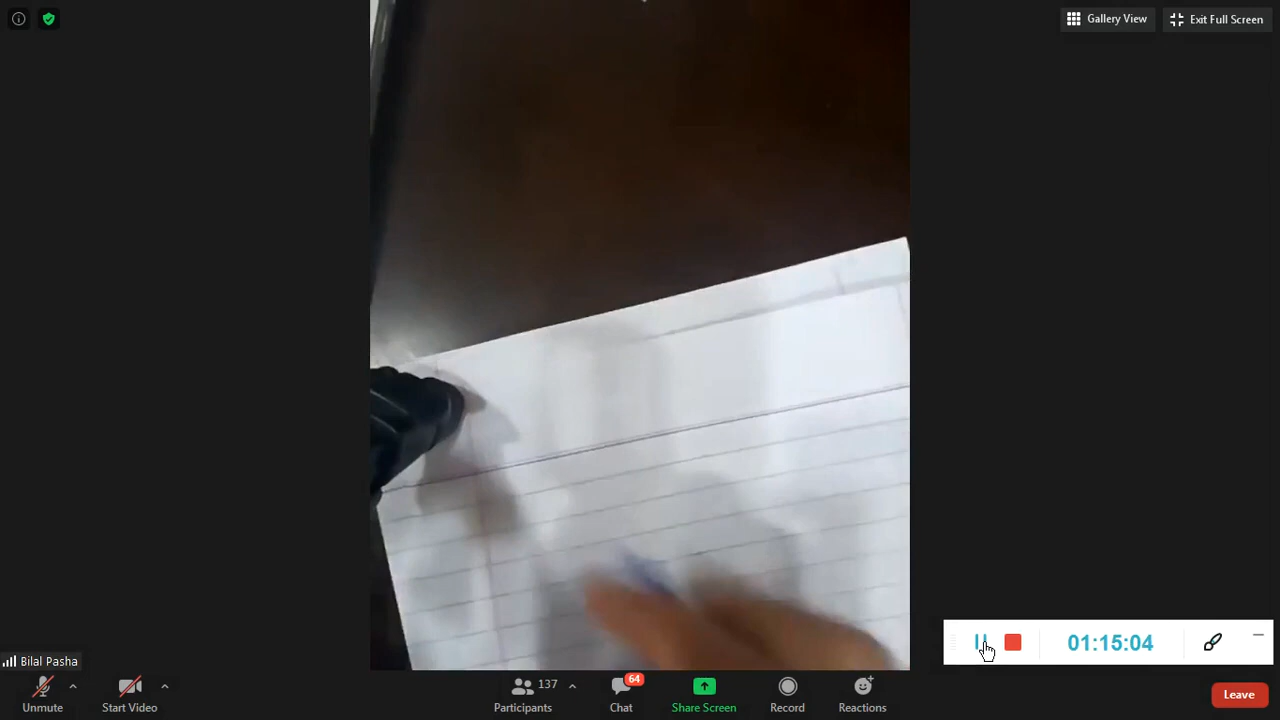 Gallery View
Exit Full Screen
Bilal Pasha
01:15:04
Unmute
Start Video
137
Participants
64
Chat
Share Screen
Record
Reactions
Leave